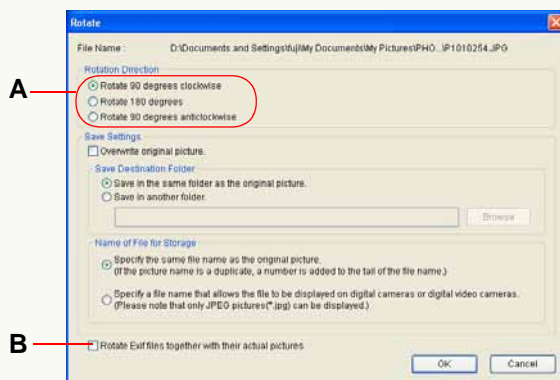 Rotate
File Name : D:\Documents and Settings\fuji\My Documents\My Pictures\PHO...\P1010254.JPG
Rotation Direction
A
Rotate 90 degrees clockwise
Rotate 180 degrees
Rotate 90 degrees anticlockwise
Save Settings
Overwrite original picture.
Save Destination Folder
Save in the same folder as the original picture.
Save in another folder.
Browse
Name of File for Storage
Specify the same file name as the original picture.
(If the picture name is a duplicate, a number is added to the tail of the file name.)
Specify a file name that allows the file to be displayed on digital cameras or digital video cameras.
(Please note that only JPEG pictures(*.jpg) can be displayed.)
B
Rotate Exif files together with their actual pictures
OK Cancel